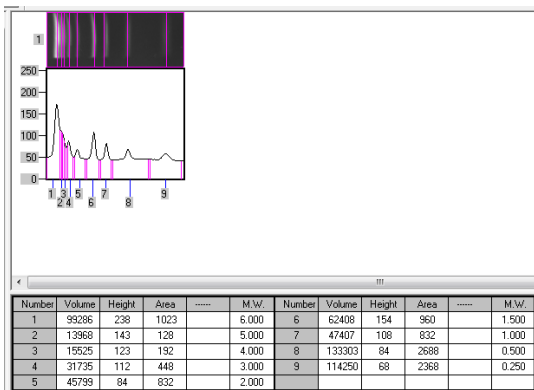 1
250
200
150
100
50
0
1 3 5 7 9
2 4 6 8
Number Volume Height Area ------ M.W. Number Volume Height Area ------ M.W.
1 99286 238 1023 6.000 6 62408 154 960 1.500
2 13968 143 128 5.000 7 47407 108 832 1.000
3 15525 123 192 4.000 8 133303 84 2688 0.500
4 31735 112 448 3.000 9 114250 68 2368 0.250
5 45799 84 832 2.000